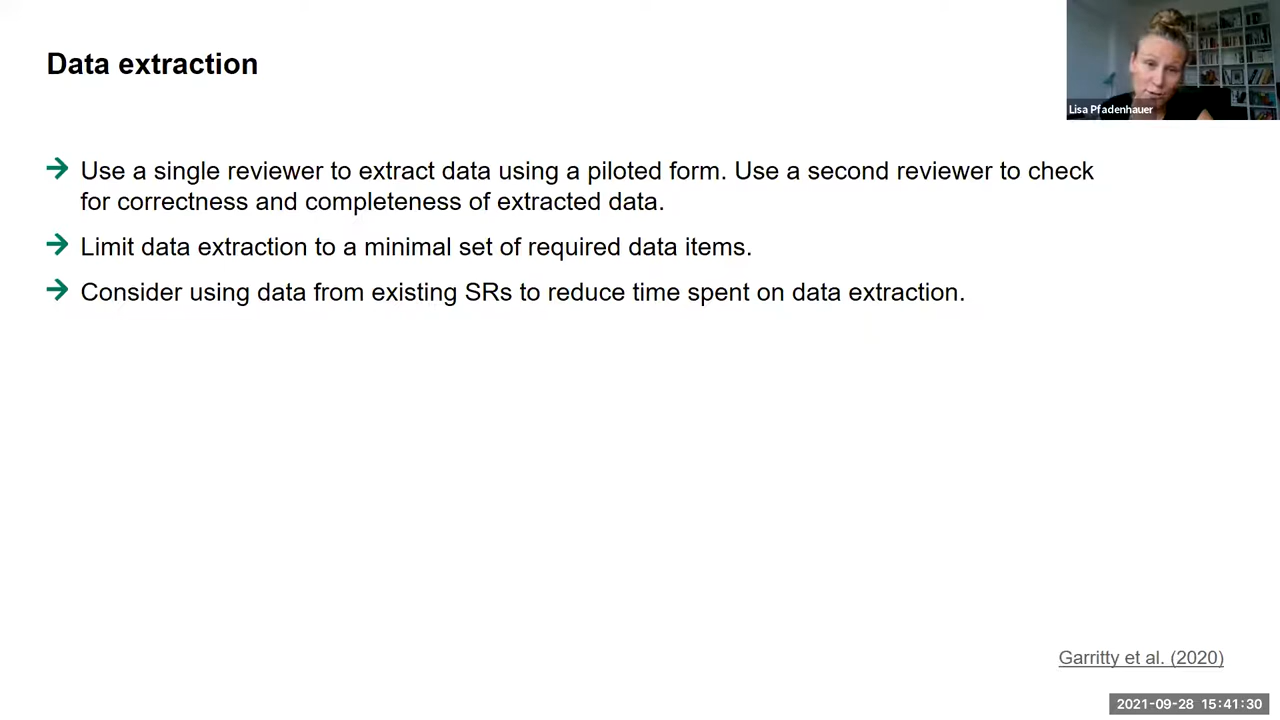 Data extraction
Lisa Pfadenhauer
Use a single reviewer to extract data using a piloted form. Use a second reviewer to check
for correctness and completeness of extracted data.
Limit data extraction to a minimal set of required data items.
Consider using data from existing SRs to reduce time spent on data extraction.
Garritty et al. (2020)
2021-09-28 15:41:30